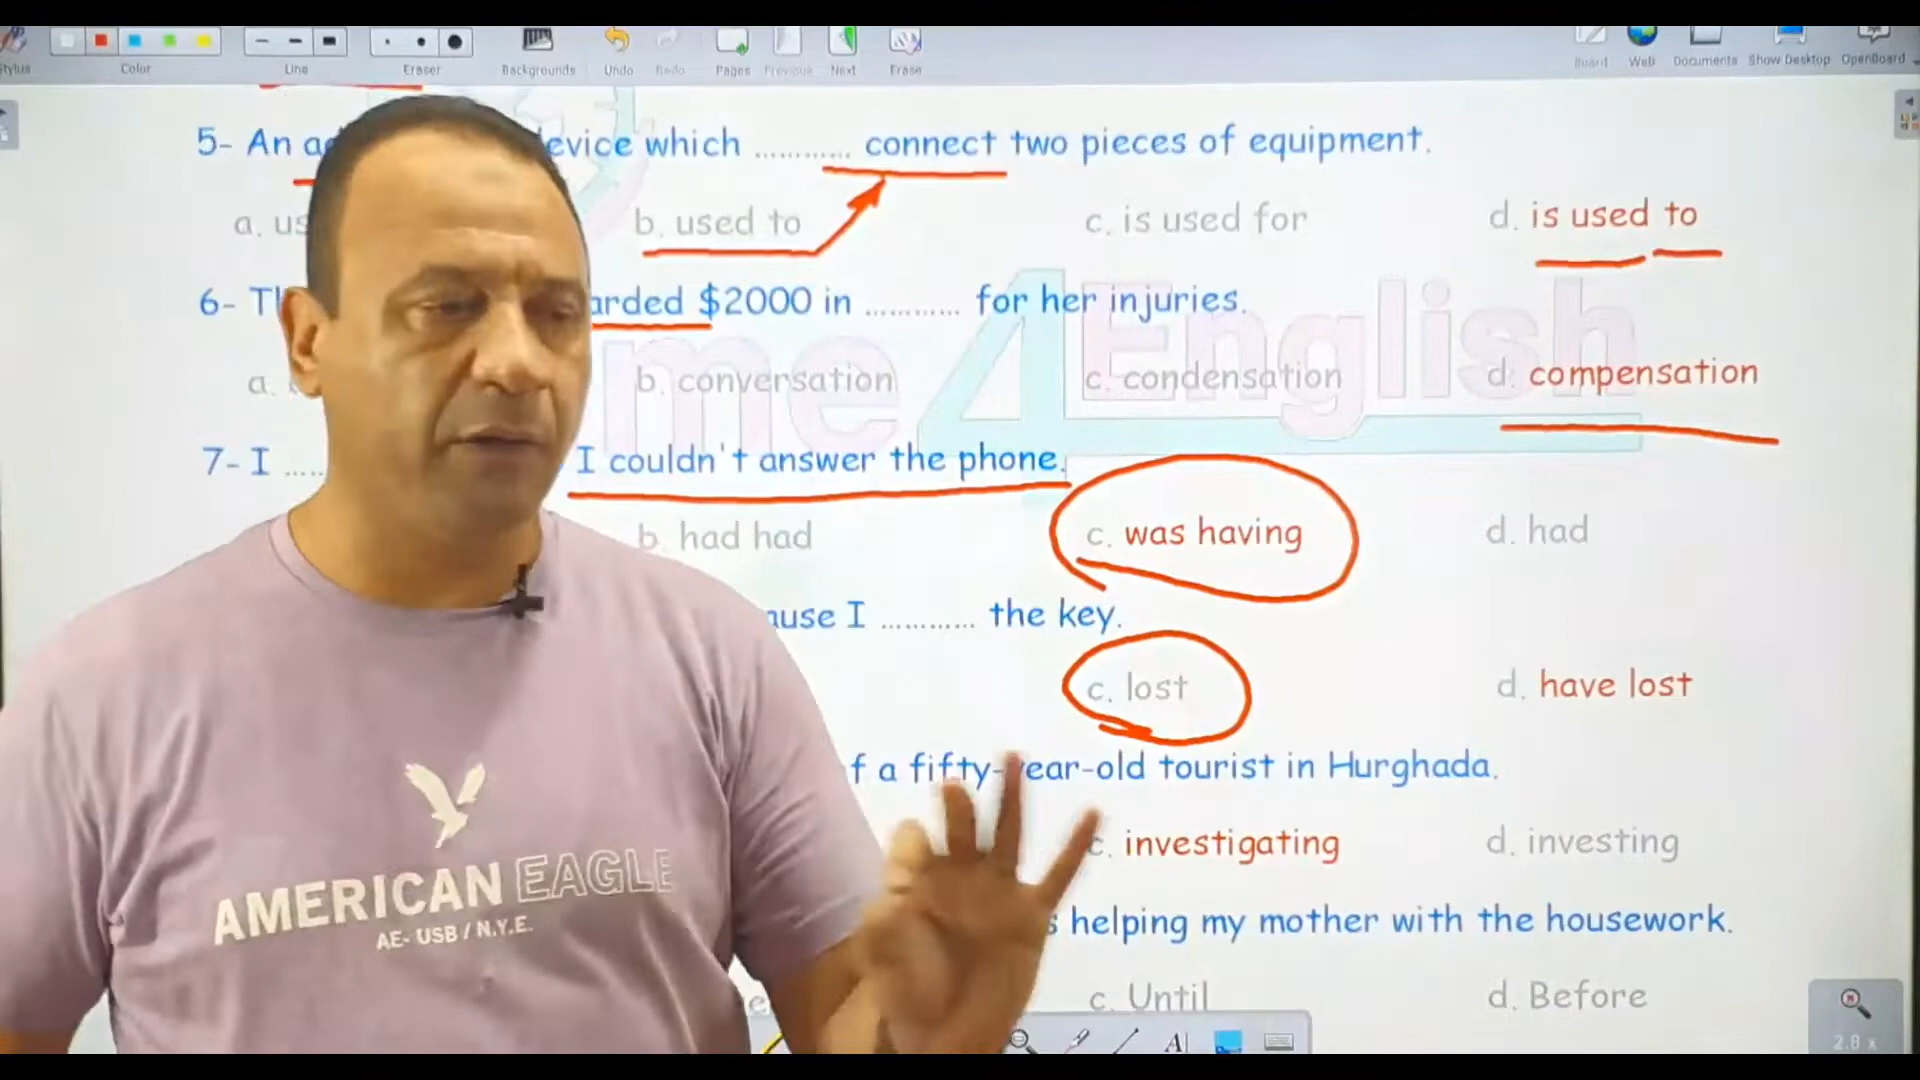 Color
Line
Eraser
Backgrounds
Undo
Redo
Pages
Previous
Next
Erase
Board
Web
Documents
Show Desktop
OpenBoard
5- An evice which ............ connect two pieces of equipment.
a. us b. used to c. is used for d. is used to
6- arded $2000 in ............ for her injuries.
a. b. conversation c. condensation d. compensation
me4English
7- I ..... I couldn't answer the phone.
b. had had c. was having d. had
ause I ............ the key.
c. lost d. have lost
f a fifty-year-old tourist in Hurghada.
c. investigating d. investing
s helping my mother with the housework.
c. Until d. Before
AMERICAN EAGLE
AE- USB / N.Y.E.
2.8 x